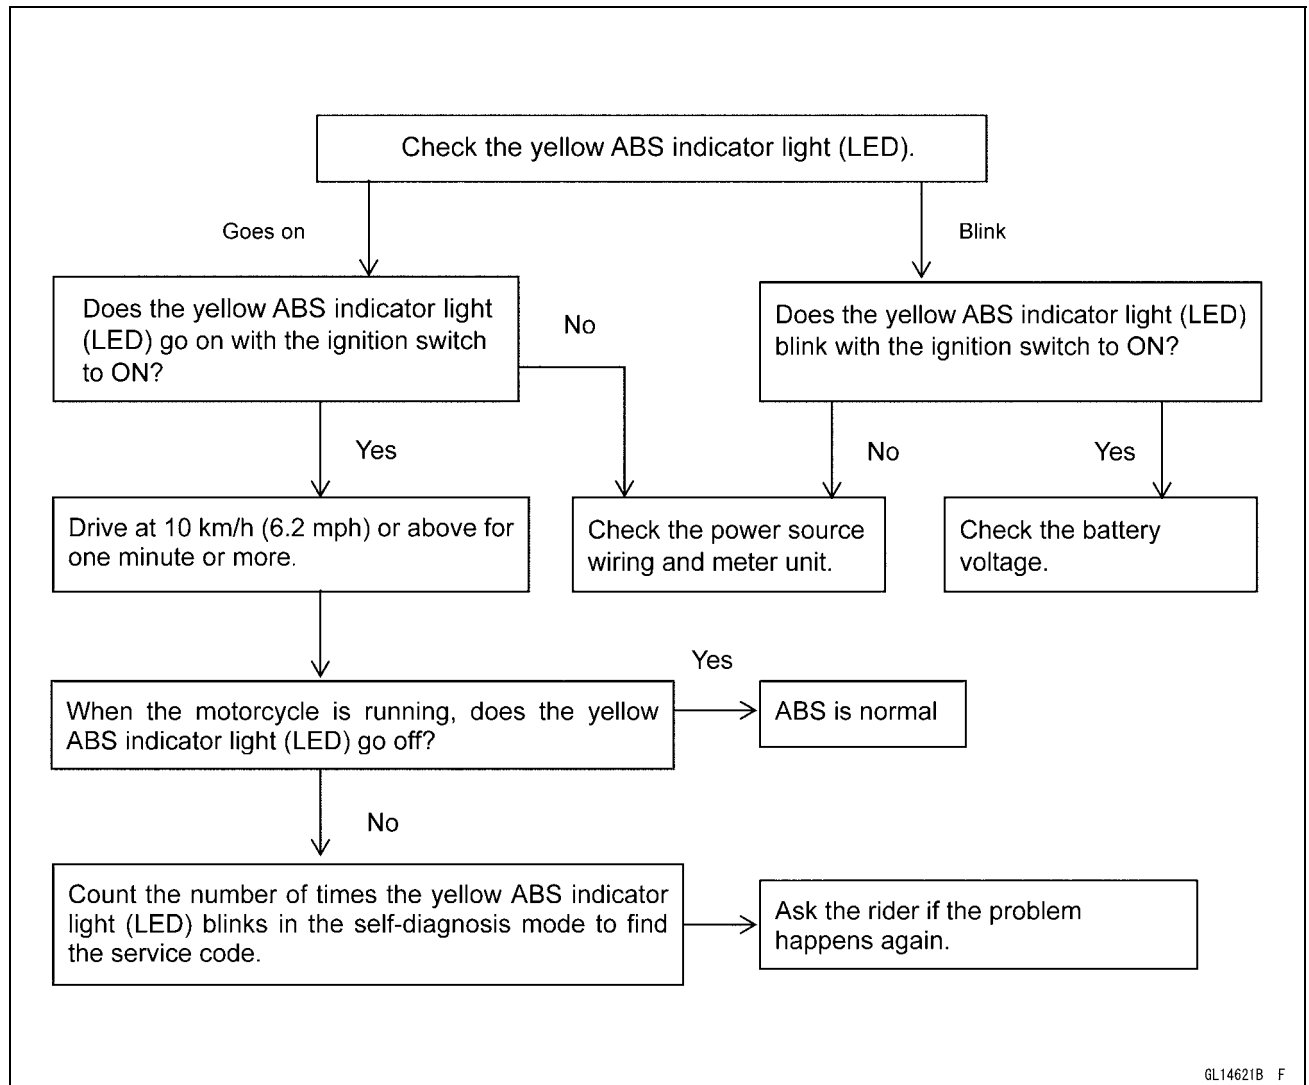 Check the yellow ABS indicator light (LED).
Goes on
Blink
Does the yellow ABS indicator light
(LED) go on with the ignition switch
to ON?
No
Does the yellow ABS indicator light (LED)
blink with the ignition switch to ON?
Yes
No
Yes
Drive at 10 km/h (6.2 mph) or above for
one minute or more.
Check the power source
wiring and meter unit.
Check the battery
voltage.
When the motorcycle is running, does the yellow
ABS indicator light (LED) go off?
Yes
ABS is normal
No
Count the number of times the yellow ABS indicator
light (LED) blinks in the self-diagnosis mode to find
the service code.
Ask the rider if the problem
happens again.
GL14621B F